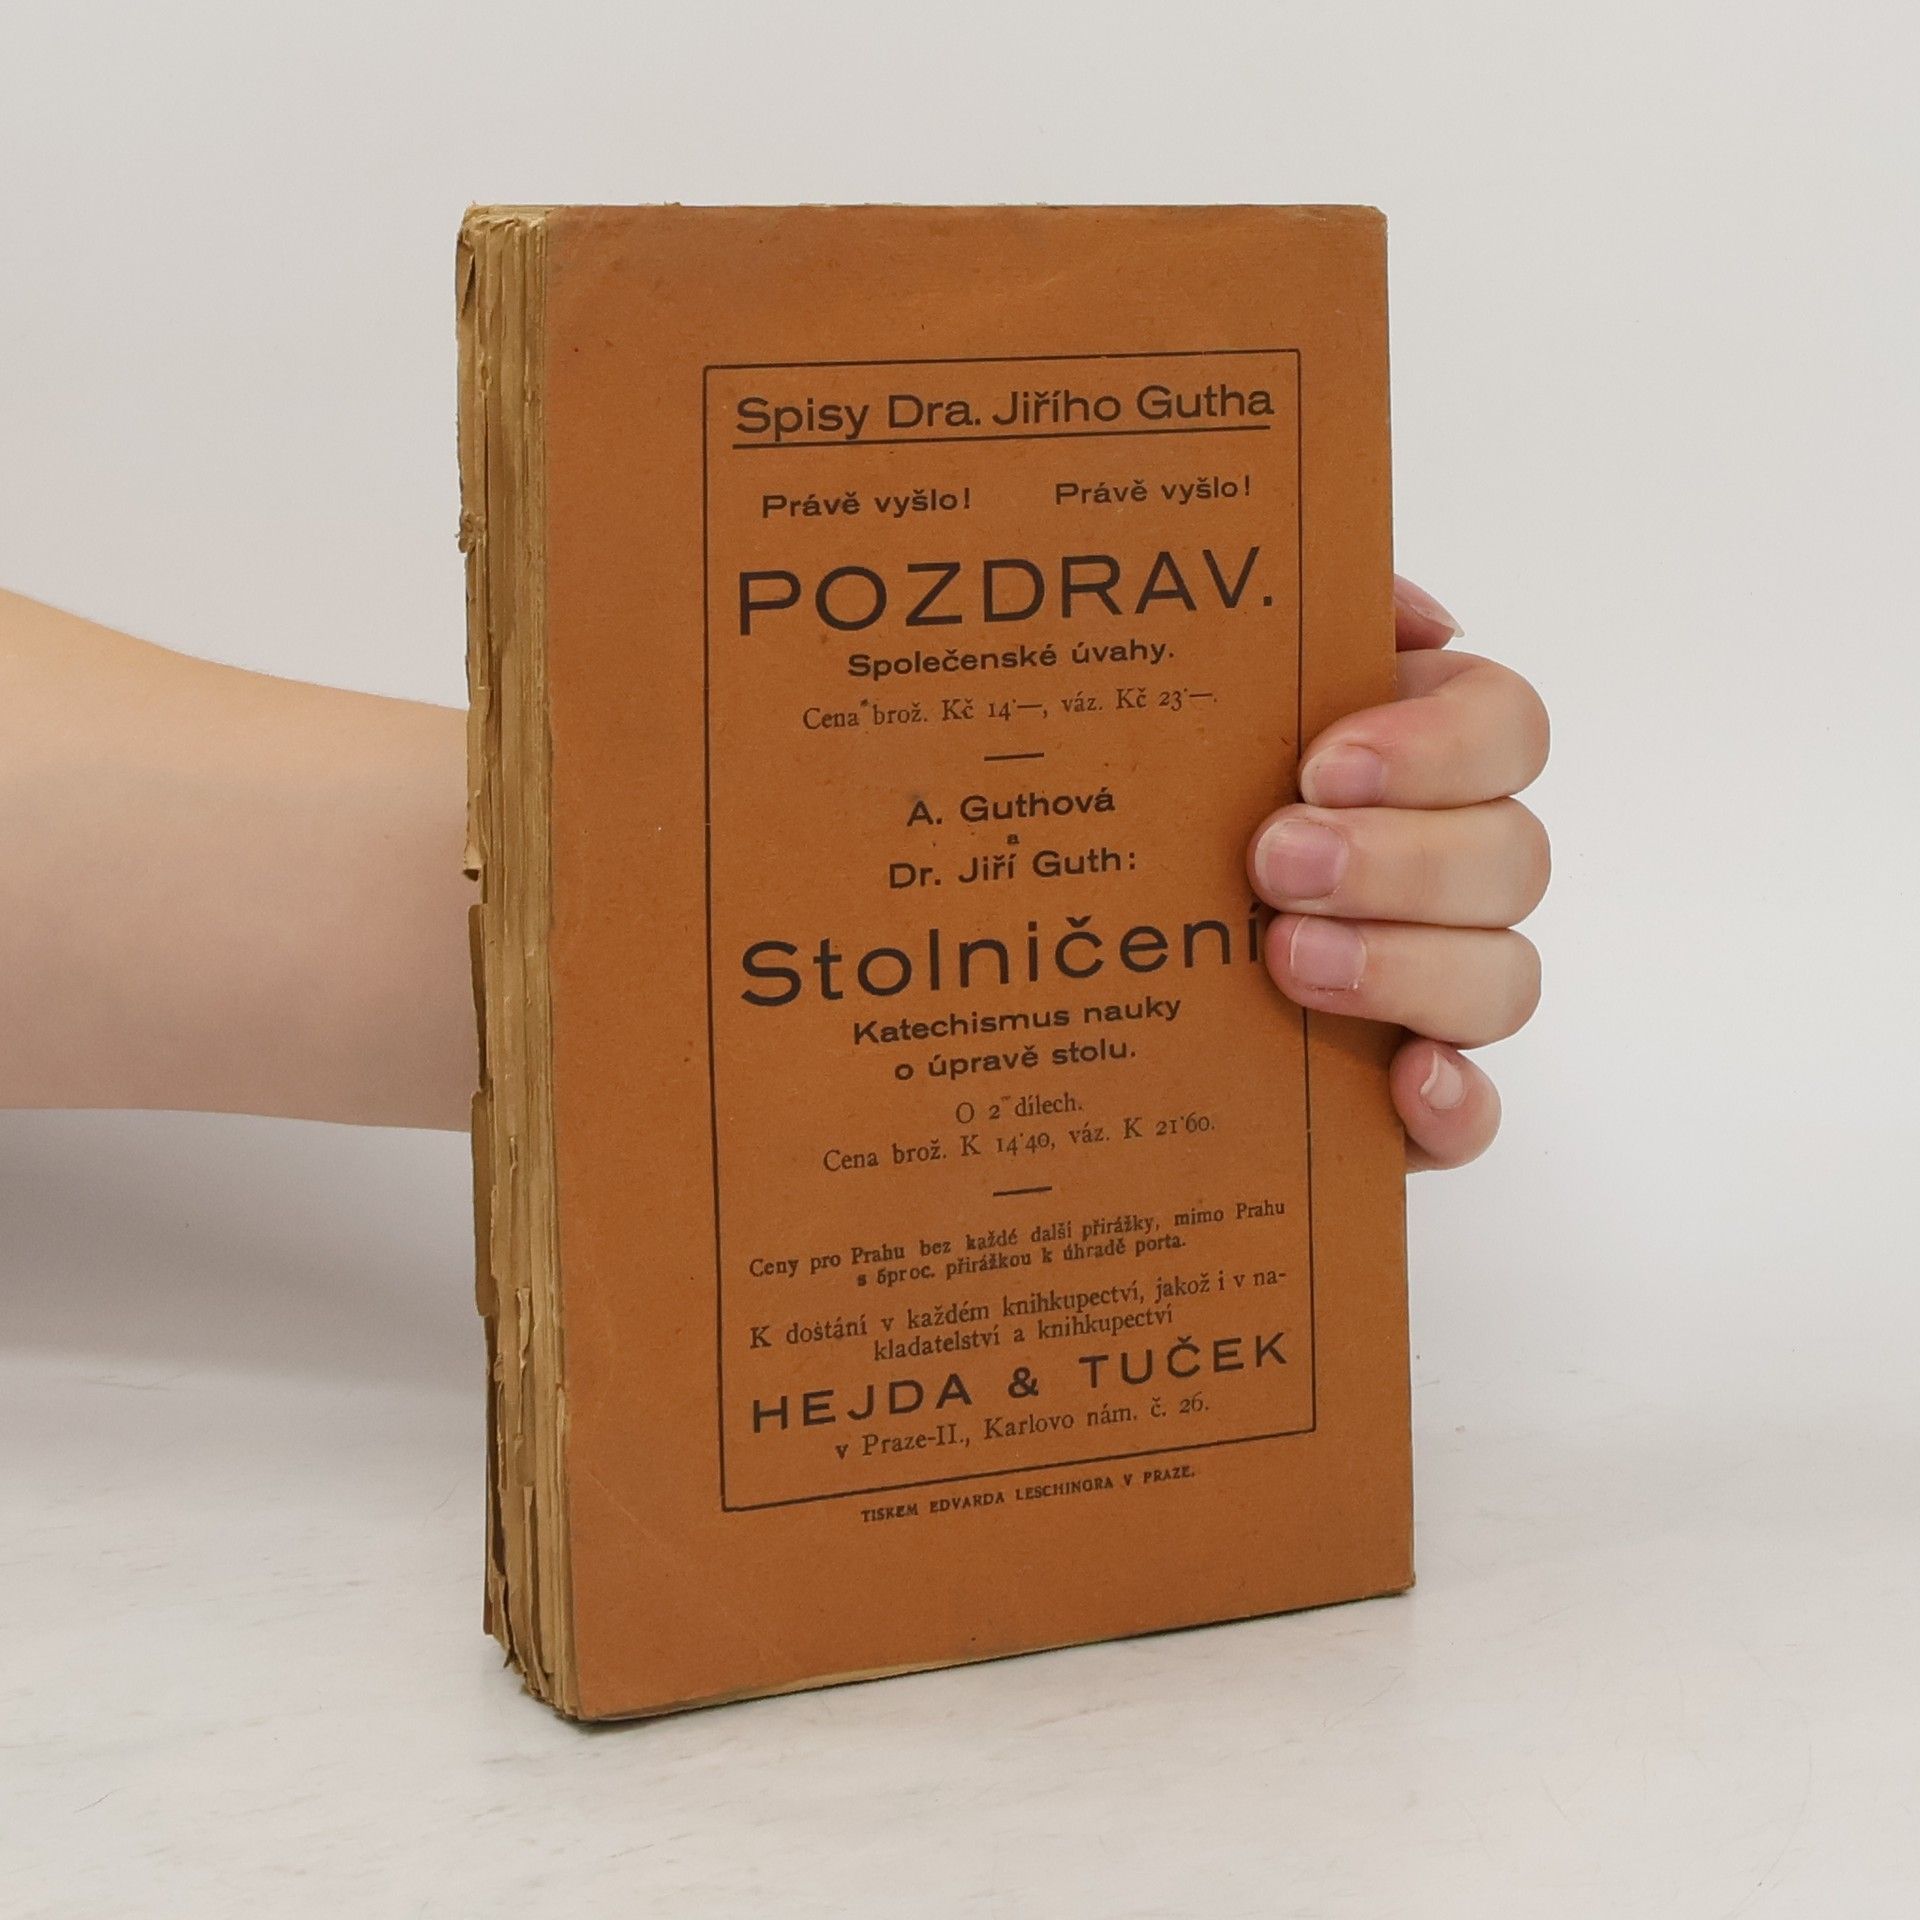 Spisy Dra. Jiřího Gutha
Právě vyšlo! Právě vyšlo!
POZDRAV.
Společenské úvahy.
Cena brož. Kč 14·—, váz. Kč 23·—.
A. Guthová
a
Dr. Jiří Guth:
Stolničení
Katechismus nauky
o úpravě stolu.
O 2 dílech.
Cena brož. K 14·40, váz. K 21·60.
Ceny pro Prahu bez každé další přirážky, mimo Prahu
s 5proc. přirážkou k úhradě porta.
K dostání v každém knihkupectví, jakož i v na-
kladatelství a knihkupectví
HEJDA & TUČEK
v Praze-II., Karlovo nám. č. 26.
TISKEM EDVARDA LESCHINGRA V PRAZE.